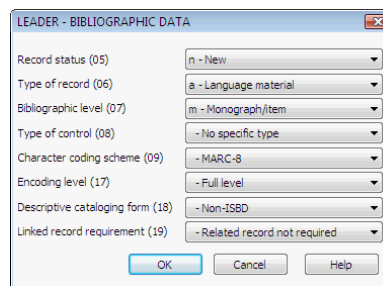 LEADER - BIBLIOGRAPHIC DATA
Record status (05) n - New
Type of record (06) a - Language material
Bibliographic level (07) m - Monograph/item
Type of control (08) - No specific type
Character coding scheme (09) - MARC-8
Encoding level (17) - Full level
Descriptive cataloging form (18) - Non-ISBD
Linked record requirement (19) - Related record not required
OK Cancel Help